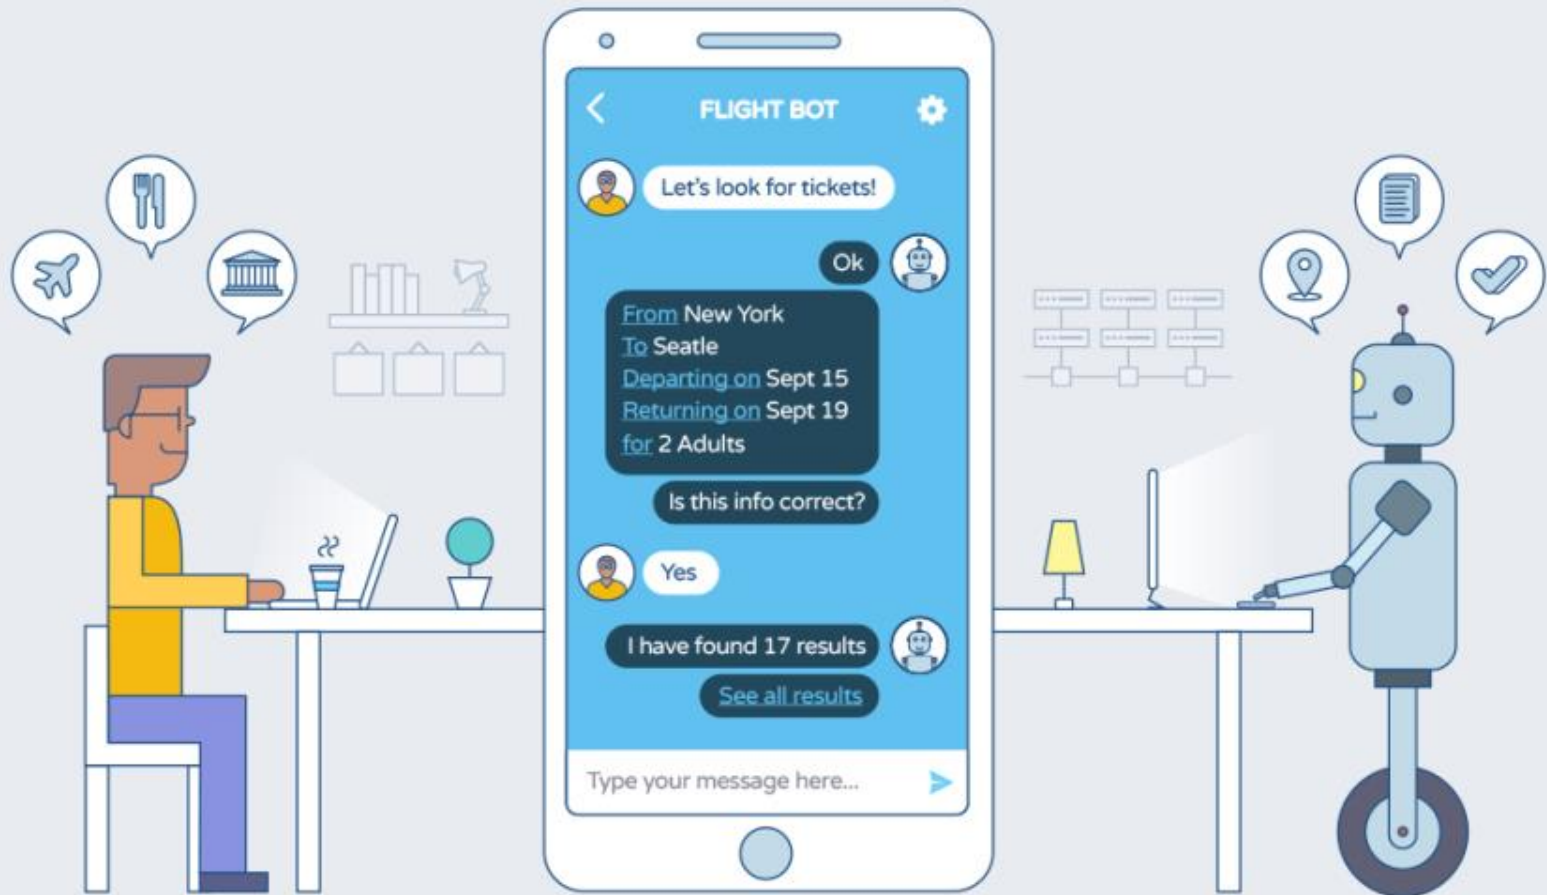 FLIGHT BOT
Let's look for tickets!
Ok
From New York
To Seatle
Departing on Sept 15
Returning on Sept 19
for 2 Adults
Is this info correct?
Yes
I have found 17 results
See all results
Type your message here...